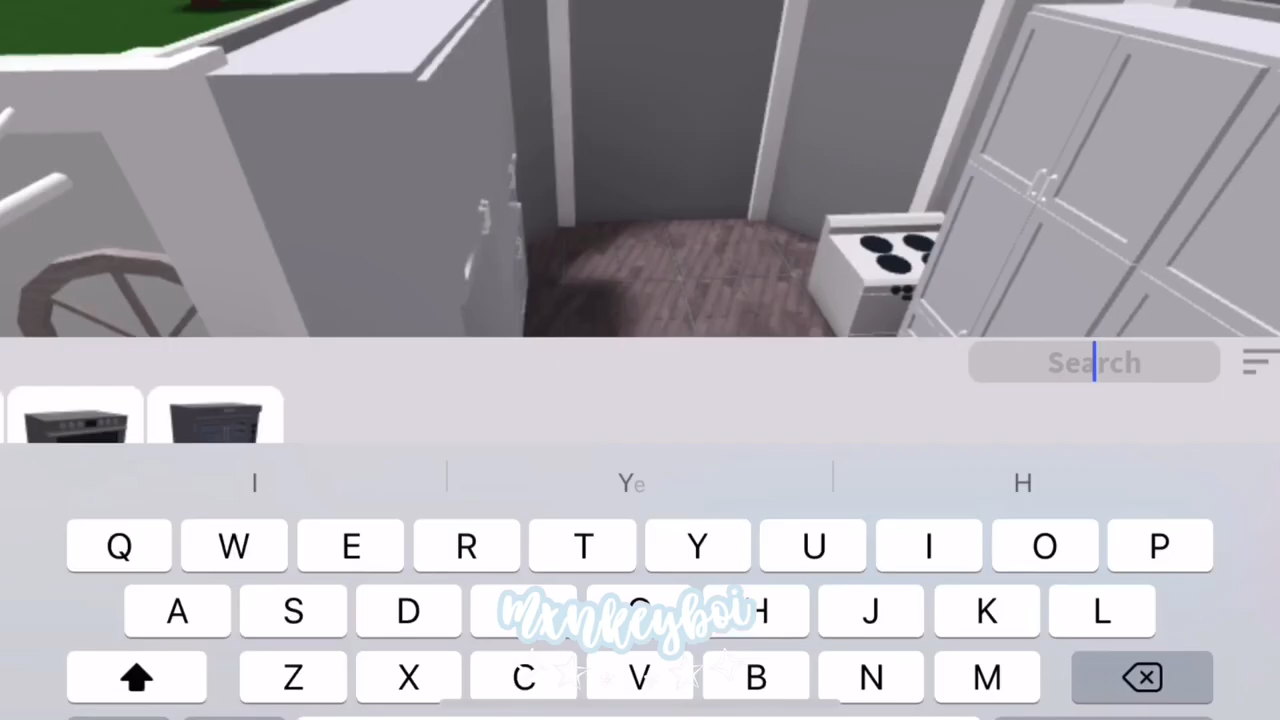 Search
I Ye H
Q W E R T Y U I O P
A S D H J K L
mxnkeyboi
Z X C V B N M